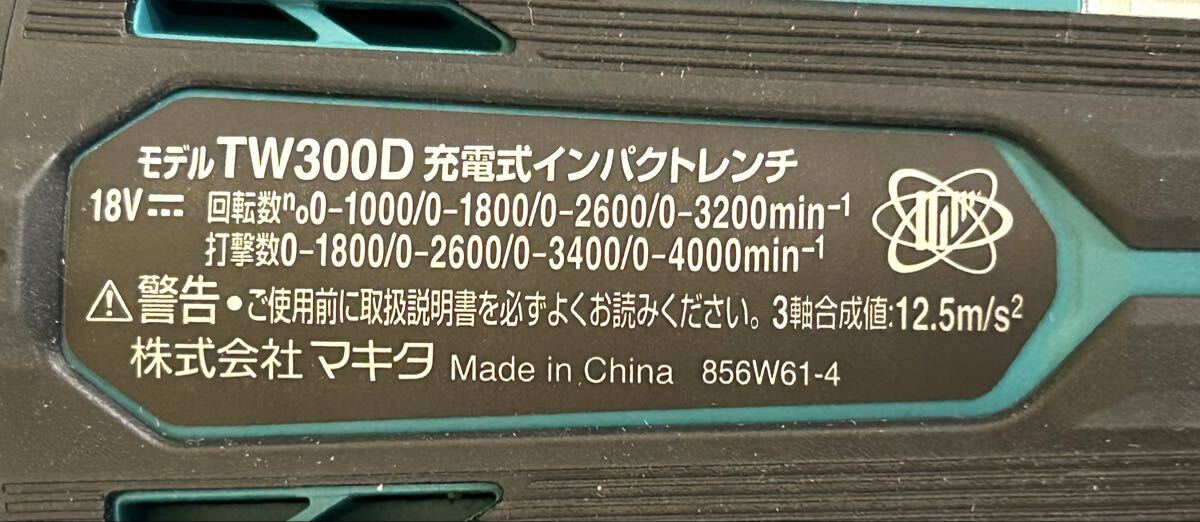 モデルTW300D 充電式インパクトレンチ
18V⎓ 回転数n₀0-1000/0-1800/0-2600/0-3200min⁻¹
打撃数0-1800/0-2600/0-3400/0-4000min⁻¹
⚠警告・ご使用前に取扱説明書を必ずよくお読みください。3軸合成値:12.5m/s²
株式会社 マキタ Made in China 856W61-4